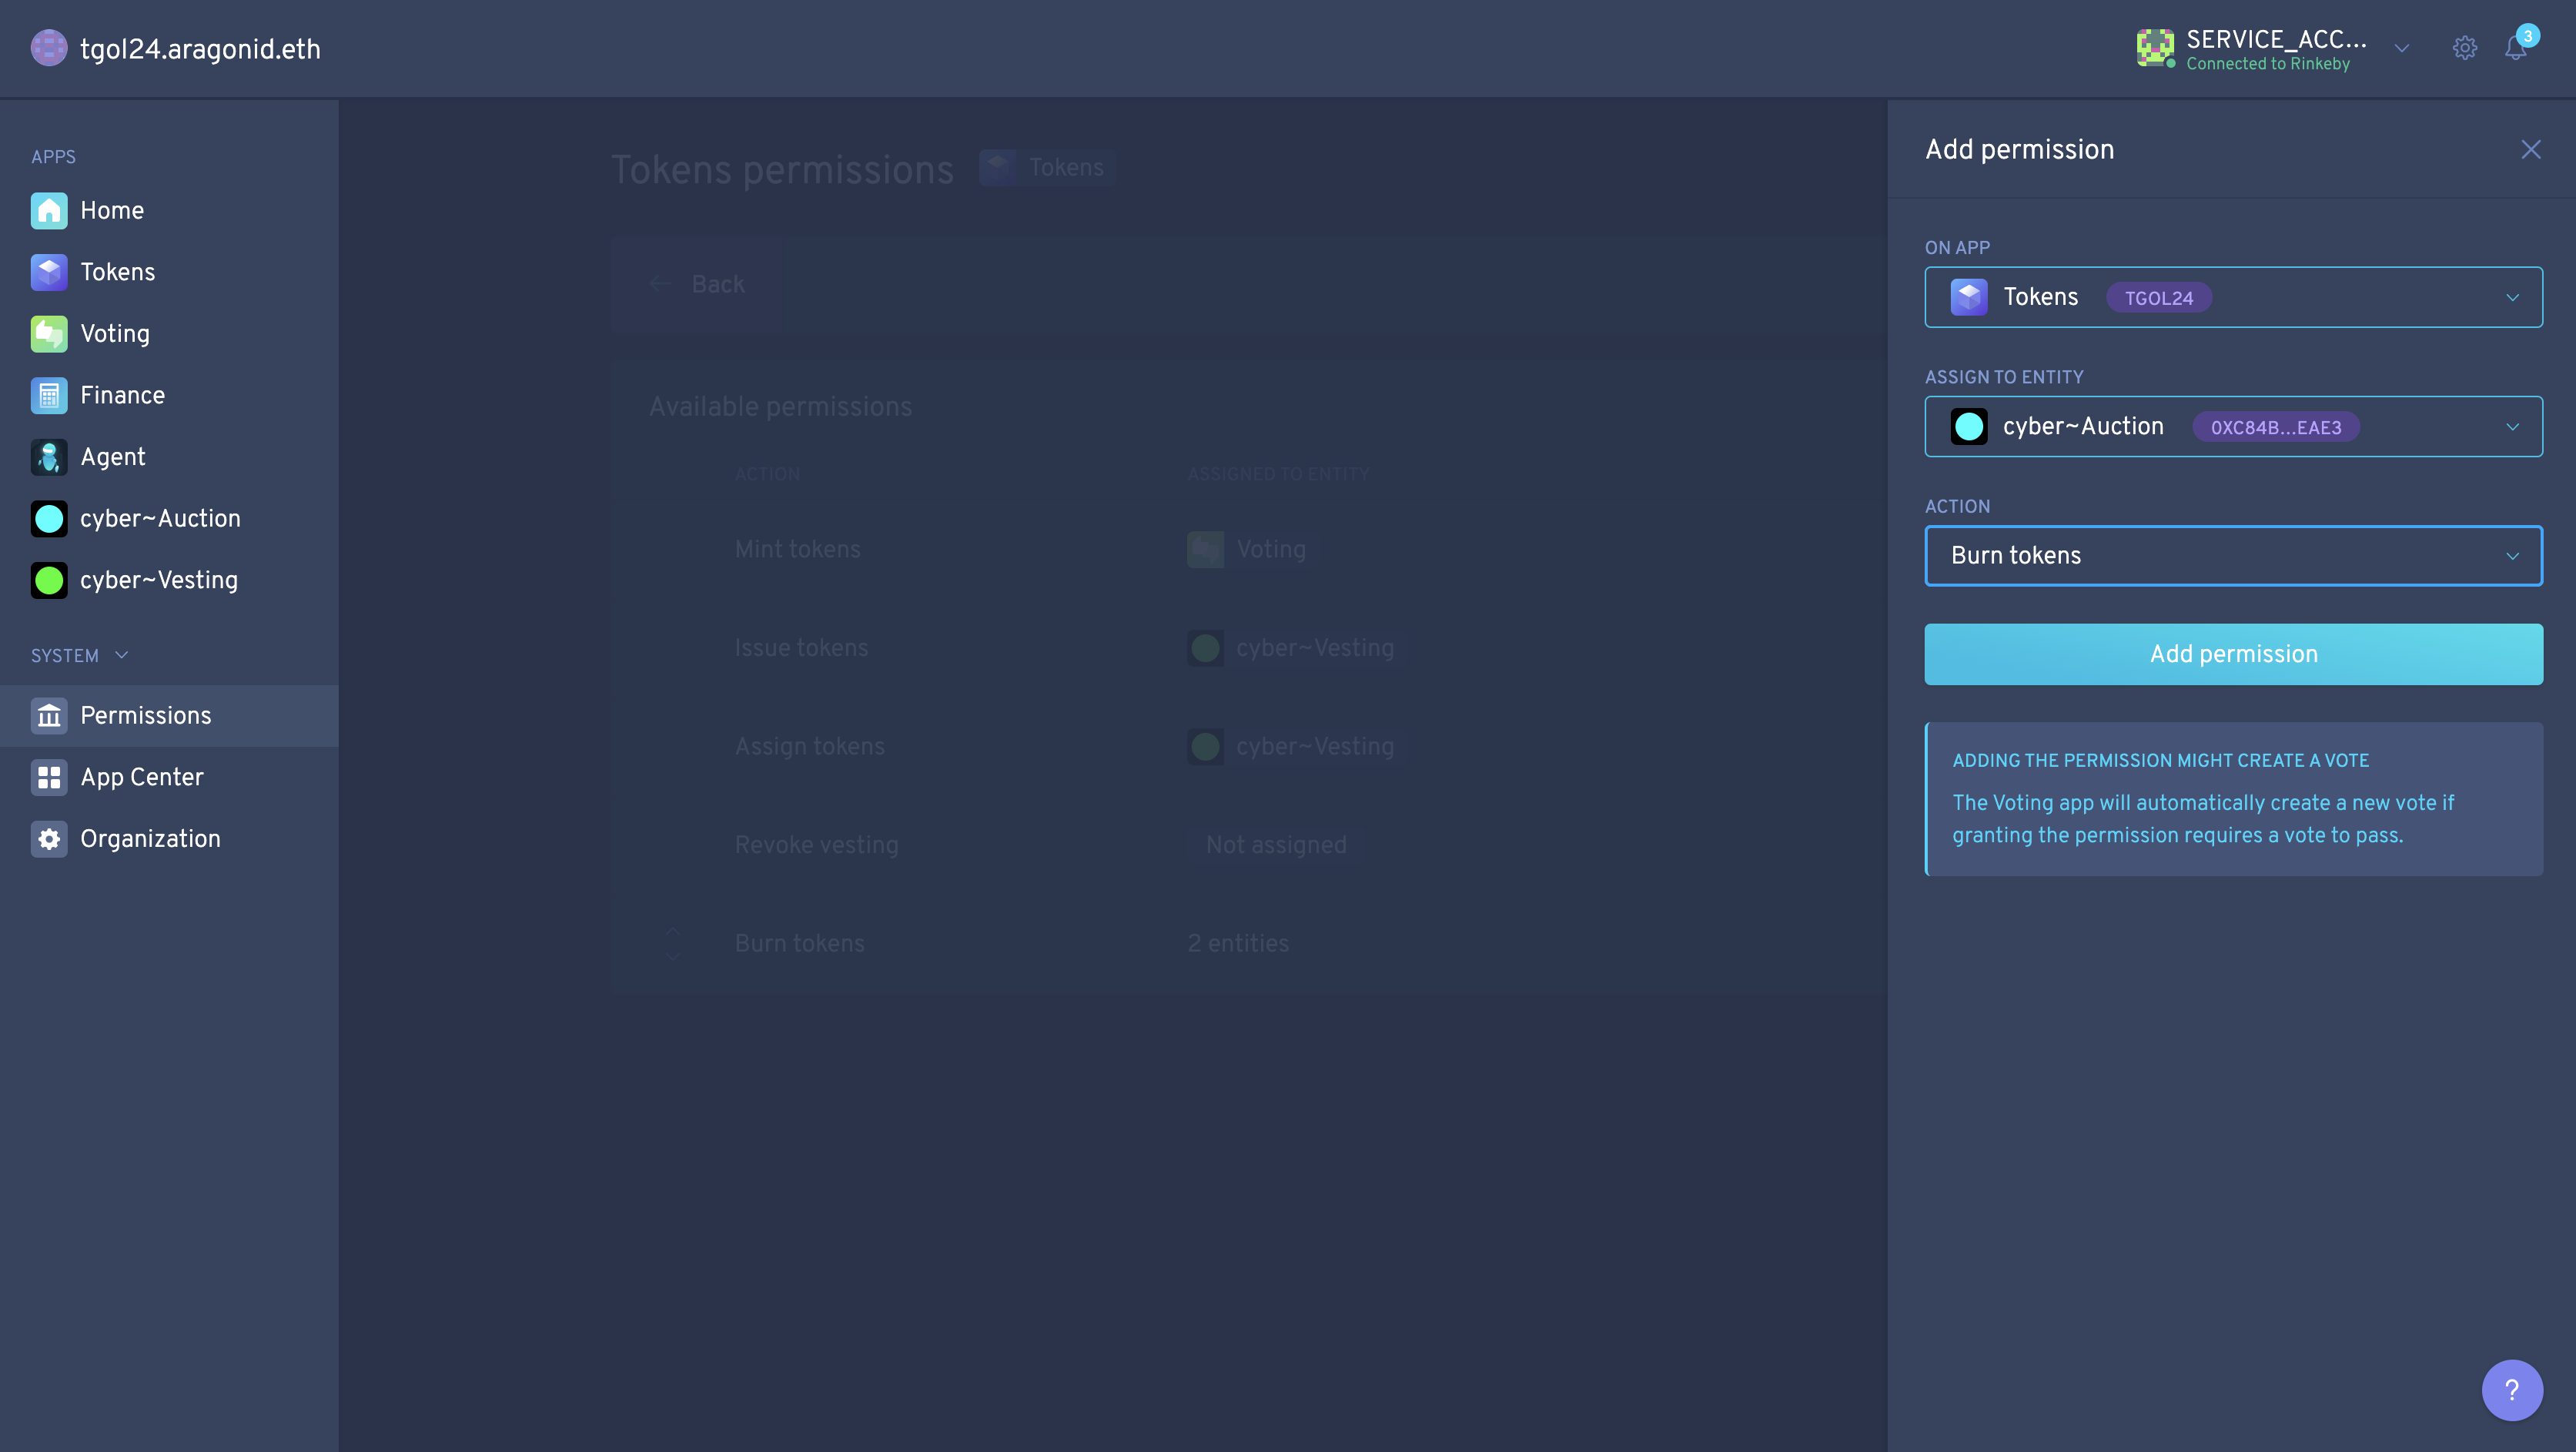 tgol24.aragonid.eth
SERVICE_ACC...
Connected to Rinkeby
3
APPS
Home
Tokens
Voting
Finance
Agent
cyber~Auction
cyber~Vesting
SYSTEM
Permissions
App Center
Organization
Tokens permissions
Tokens
Back
Available permissions
ACTION
ASSIGNED TO ENTITY
Mint tokens
Voting
Issue tokens
cyber~Vesting
Assign tokens
cyber~Vesting
Revoke vesting
Not assigned
Burn tokens
2 entities
Add permission
ON APP
Tokens
TGOL24
ASSIGN TO ENTITY
cyber~Auction
0XC84B...EAE3
ACTION
Burn tokens
Add permission
ADDING THE PERMISSION MIGHT CREATE A VOTE
The Voting app will automatically create a new vote if
granting the permission requires a vote to pass.
?